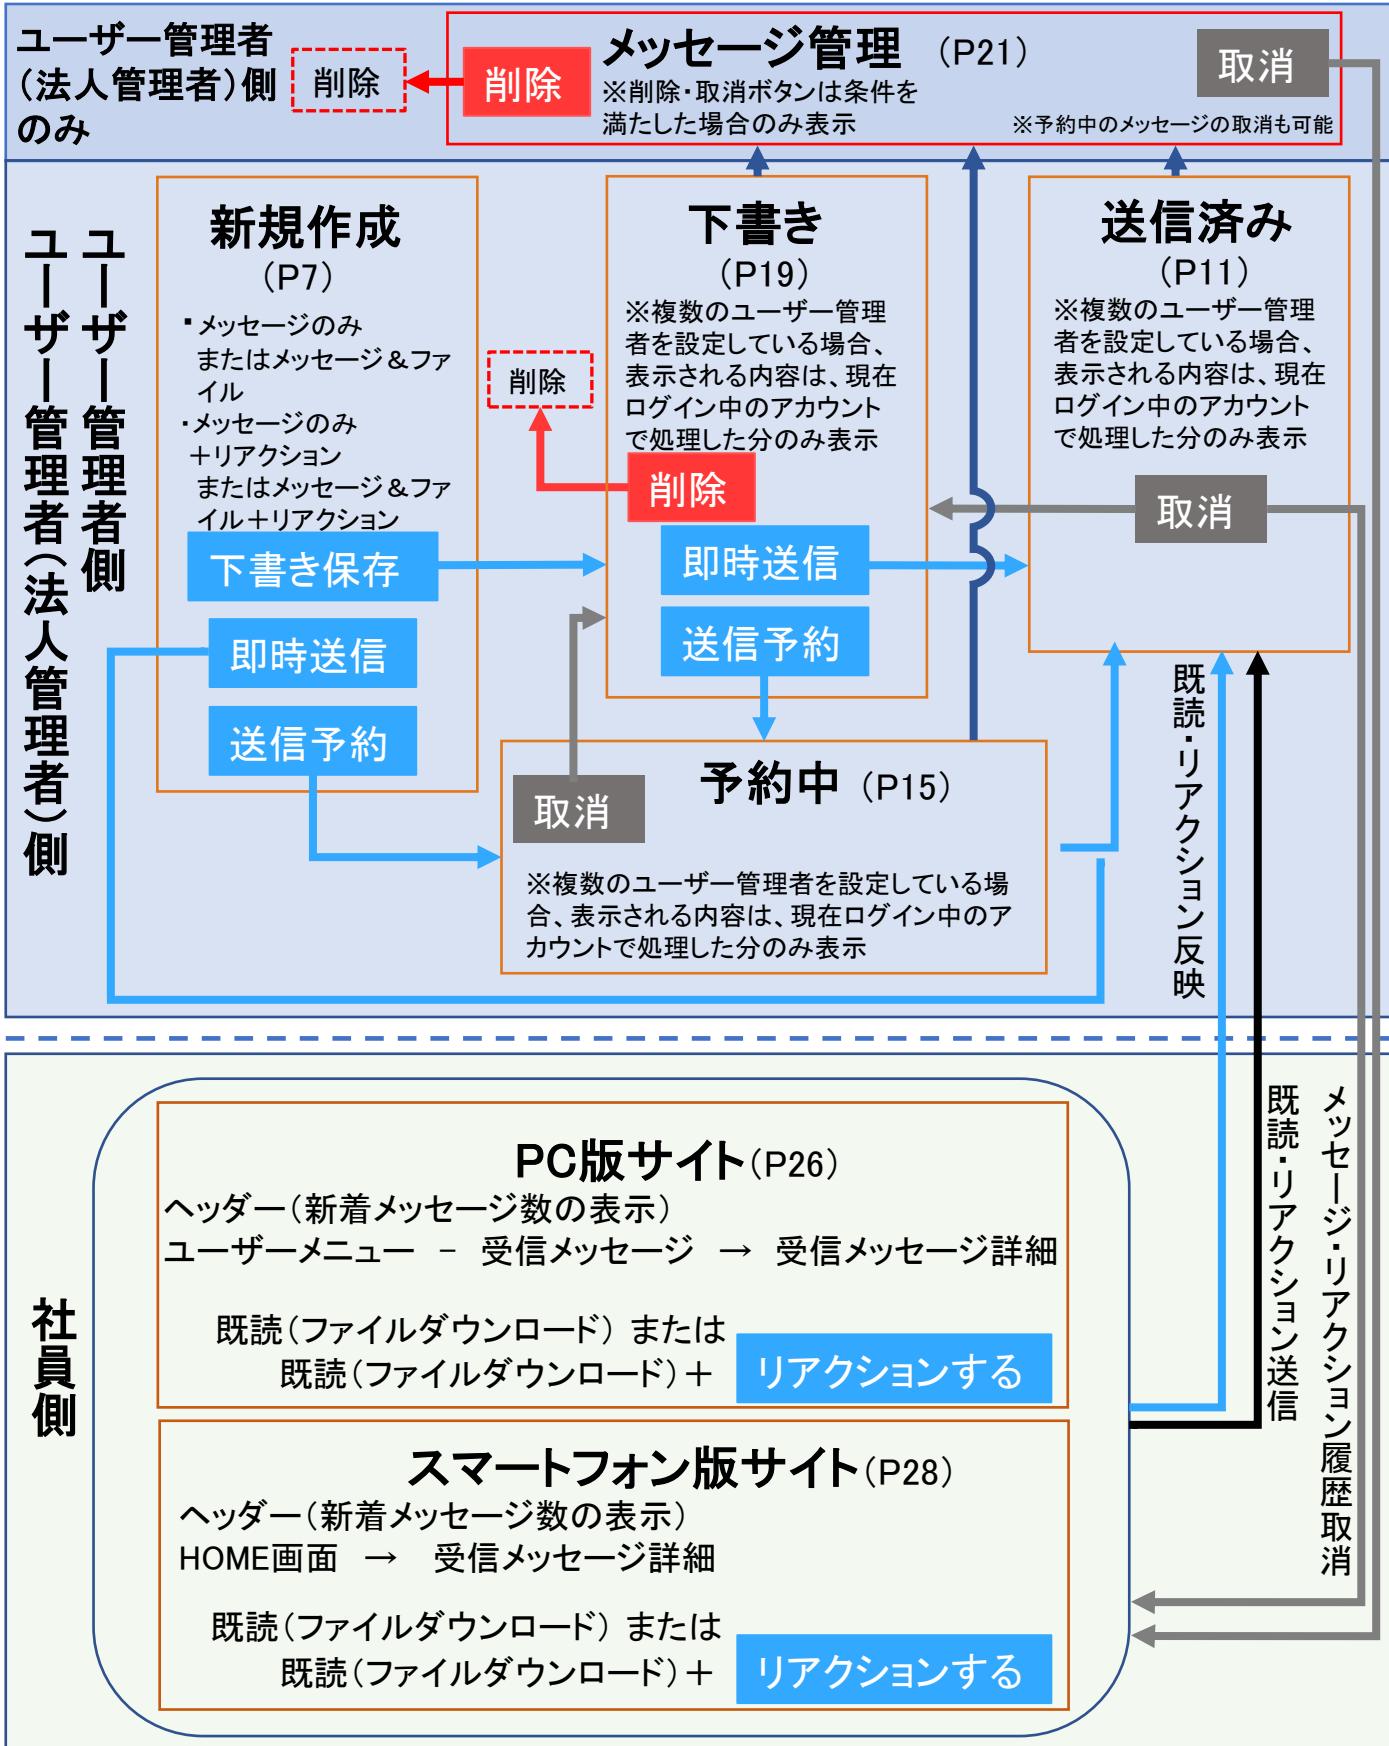 ユーザー管理者
（法人管理者）側
のみ
削除
削除
メッセージ管理 （P21）
※削除・取消ボタンは条件を
満たした場合のみ表示
取消
※予約中のメッセージの取消も可能
ユーザー管理者側
ユーザー管理者（法人管理者）側
新規作成
（P7）
・メッセージのみ
またはメッセージ＆ファ
イル
・メッセージのみ
＋リアクション
またはメッセージ＆ファ
イル＋リアクション
下書き保存
即時送信
送信予約
削除
下書き
（P19）
※複数のユーザー管理
者を設定している場合、
表示される内容は、現在
ログイン中のアカウント
で処理した分のみ表示
削除
即時送信
送信予約
送信済み
（P11）
※複数のユーザー管理
者を設定している場合、
表示される内容は、現在
ログイン中のアカウント
で処理した分のみ表示
取消
予約中 （P15）
取消
※複数のユーザー管理者を設定している場
合、表示される内容は、現在ログイン中のア
カウントで処理した分のみ表示
既読・リアクション反映
社員側
PC版サイト（P26）
ヘッダー（新着メッセージ数の表示）
ユーザーメニュー － 受信メッセージ → 受信メッセージ詳細
既読（ファイルダウンロード） または
既読（ファイルダウンロード）＋
リアクションする
スマートフォン版サイト（P28）
ヘッダー（新着メッセージ数の表示）
HOME画面 → 受信メッセージ詳細
既読（ファイルダウンロード） または
既読（ファイルダウンロード）＋
リアクションする
メッセージ・リアクション履歴取消
既読・リアクション送信